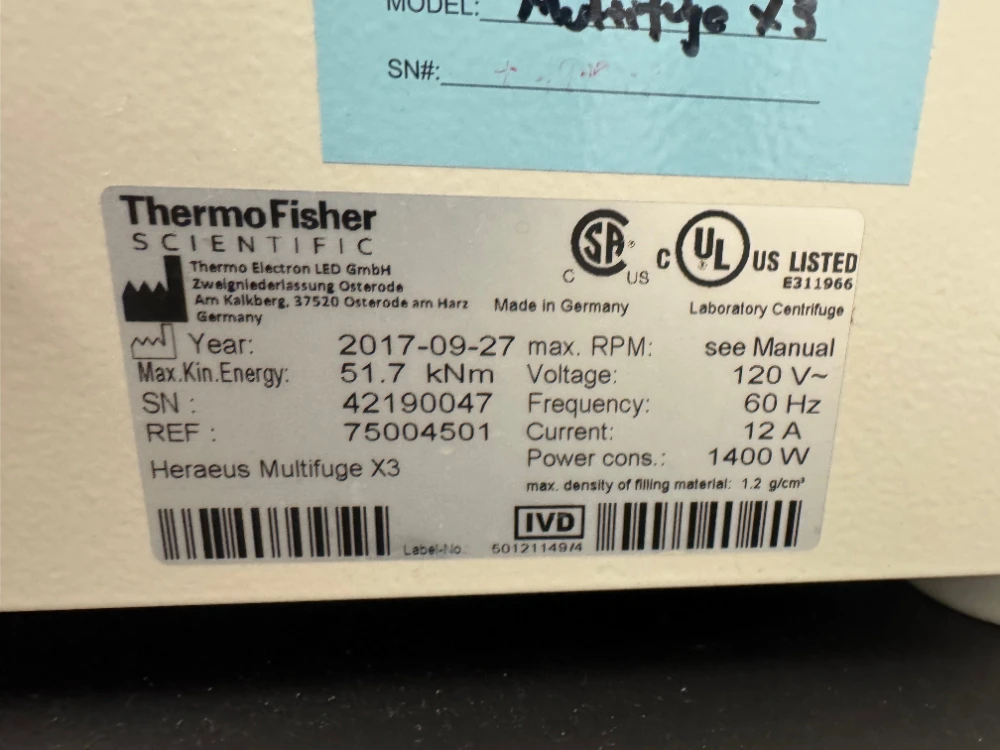 MODEL: Multifuge X3
SN#:
ThermoFisher
SCIENTIFIC
Thermo Electron LED GmbH
Zweigniederlassung Osterode
Am Kalkberg, 37520 Osterode am Harz
Germany
Made in Germany
C SA® US
C UL® US LISTED
E311966
Laboratory Centrifuge
Year: 2017-09-27
Max.Kin.Energy: 51.7 kNm
SN : 42190047
REF : 75004501
Heraeus Multifuge X3
max. RPM: see Manual
Voltage: 120 V~
Frequency: 60 Hz
Current: 12 A
Power cons.: 1400 W
max. density of filling material: 1.2 g/cm³
IVD
Label-No. 50121149/4